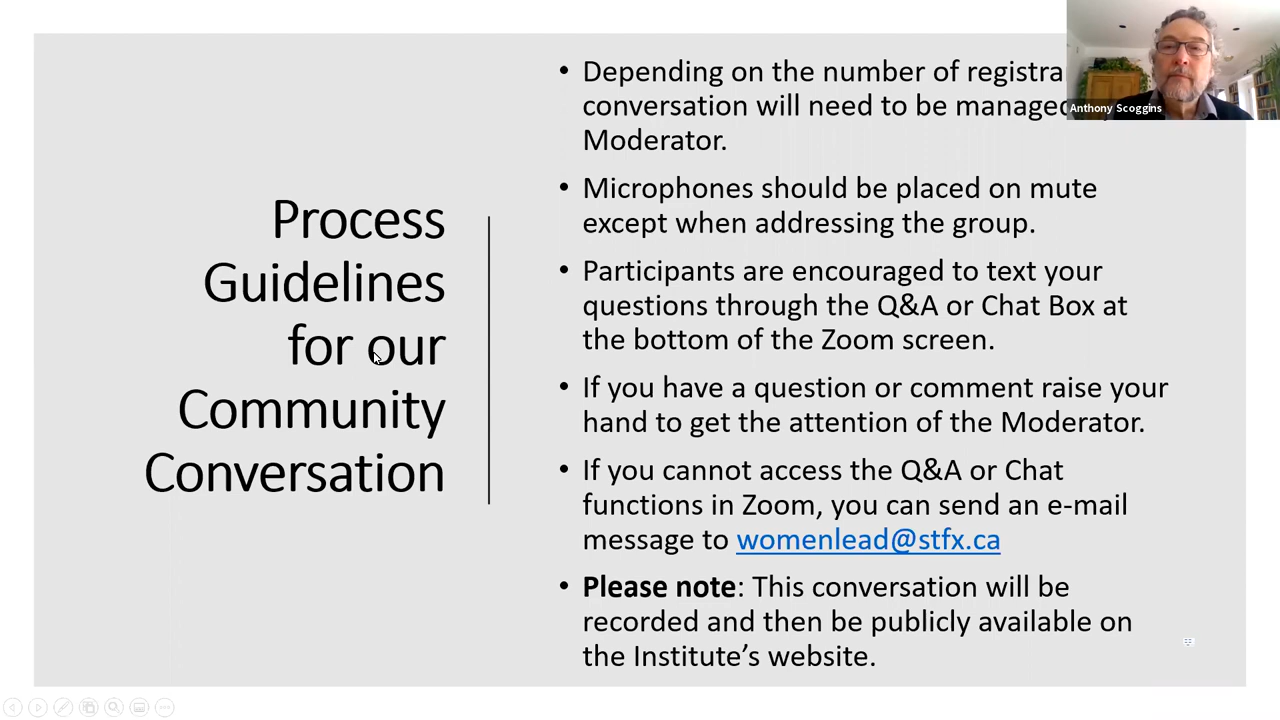 Process
Guidelines
for our
Community
Conversation
• Depending on the number of
conversation will need to be
Moderator.
• Microphones should be placed on mute
except when addressing the group.
• Participants are encouraged to text your
questions through the Q&A or Chat Box at
the bottom of the Zoom screen.
• If you have a question or comment raise your
hand to get the attention of the Moderator.
• If you cannot access the Q&A or Chat
functions in Zoom, you can send an e-mail
message to womenlead@stfx.ca
• Please note: This conversation will be
recorded and then be publicly available on
the Institute’s website.
Anthony Scoggins